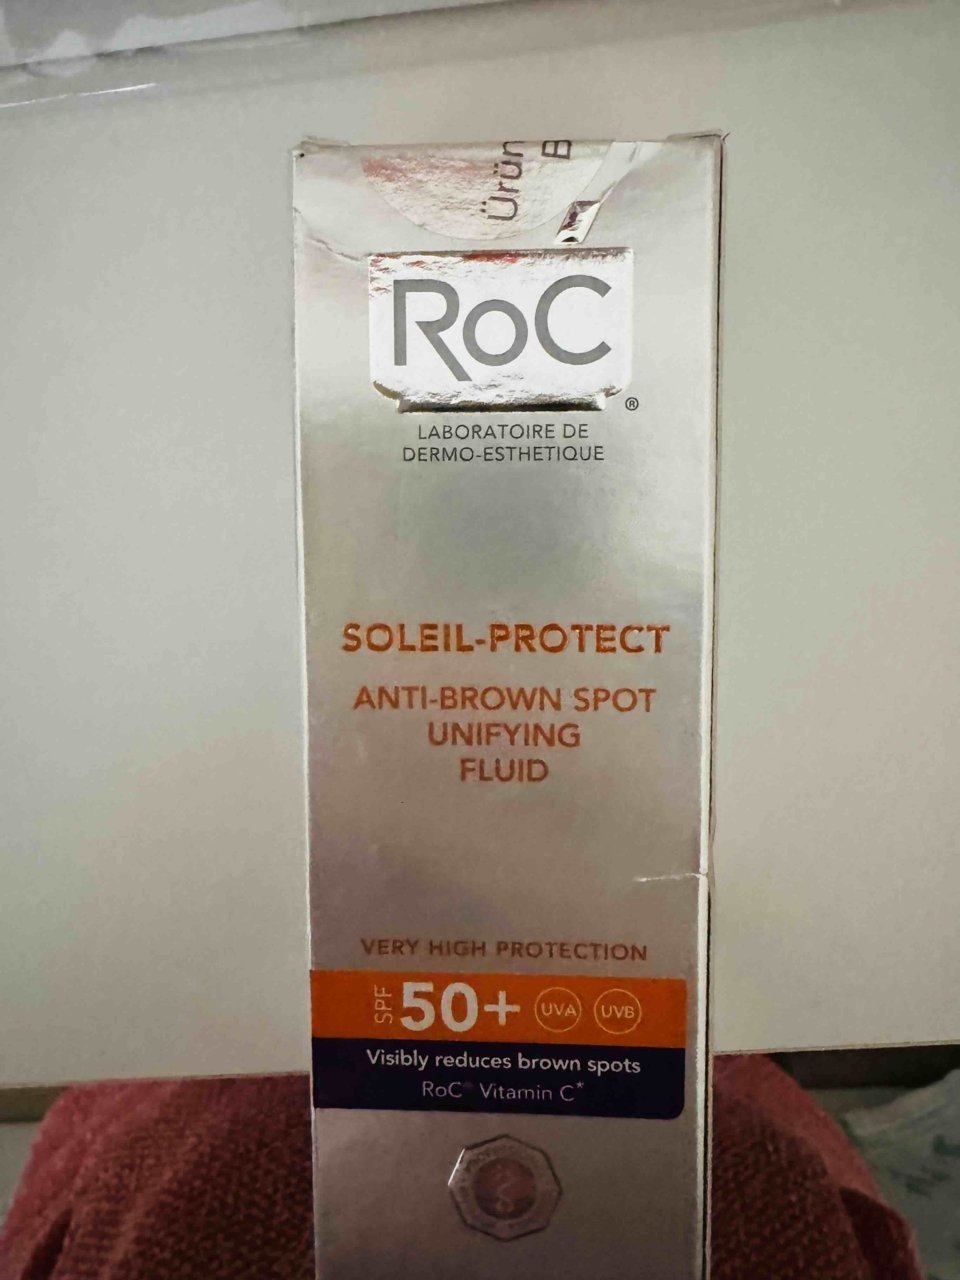 Ürün
B
RoC
®
LABORATOIRE DE
DERMO-ESTHETIQUE
SOLEIL-PROTECT
ANTI-BROWN SPOT
UNIFYING
FLUID
VERY HIGH PROTECTION
SPF 50+ UVA UVB
Visibly reduces brown spots
RoC Vitamin C*